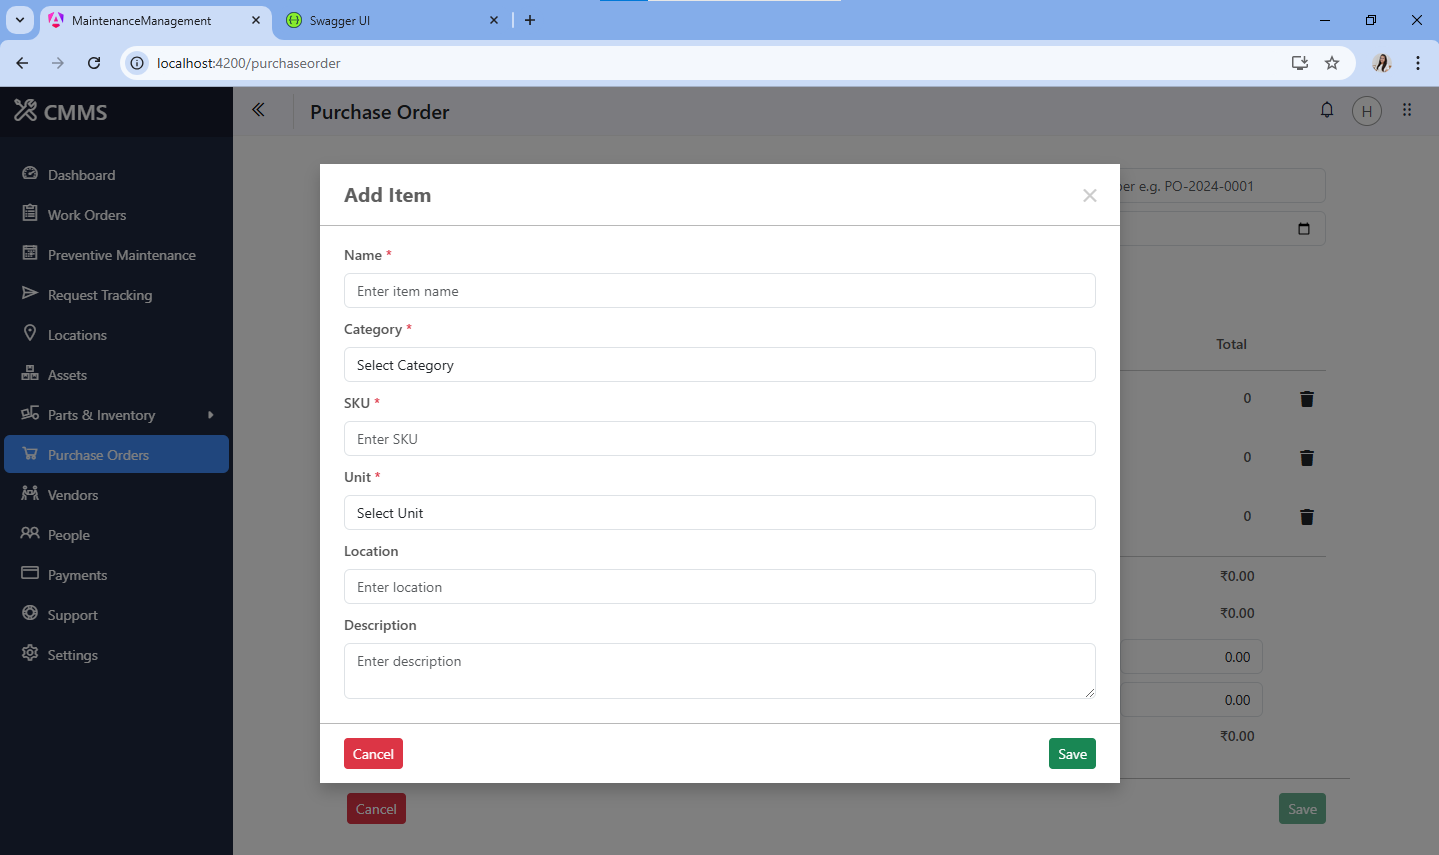 MaintenanceManagement
Swagger UI
localhost:4200/purchaseorder
CMMS
Purchase Order
H
Dashboard
Work Orders
Preventive Maintenance
Request Tracking
Locations
Assets
Parts & Inventory
Purchase Orders
Vendors
People
Payments
Support
Settings
Add Item
Name *
Enter item name
Category *
Select Category
SKU *
Enter SKU
Unit *
Select Unit
Location
Enter location
Description
Enter description
Cancel
Save
e.g. PO-2024-0001
Total
0
0
0
₹0.00
₹0.00
0.00
0.00
₹0.00
Cancel
Save